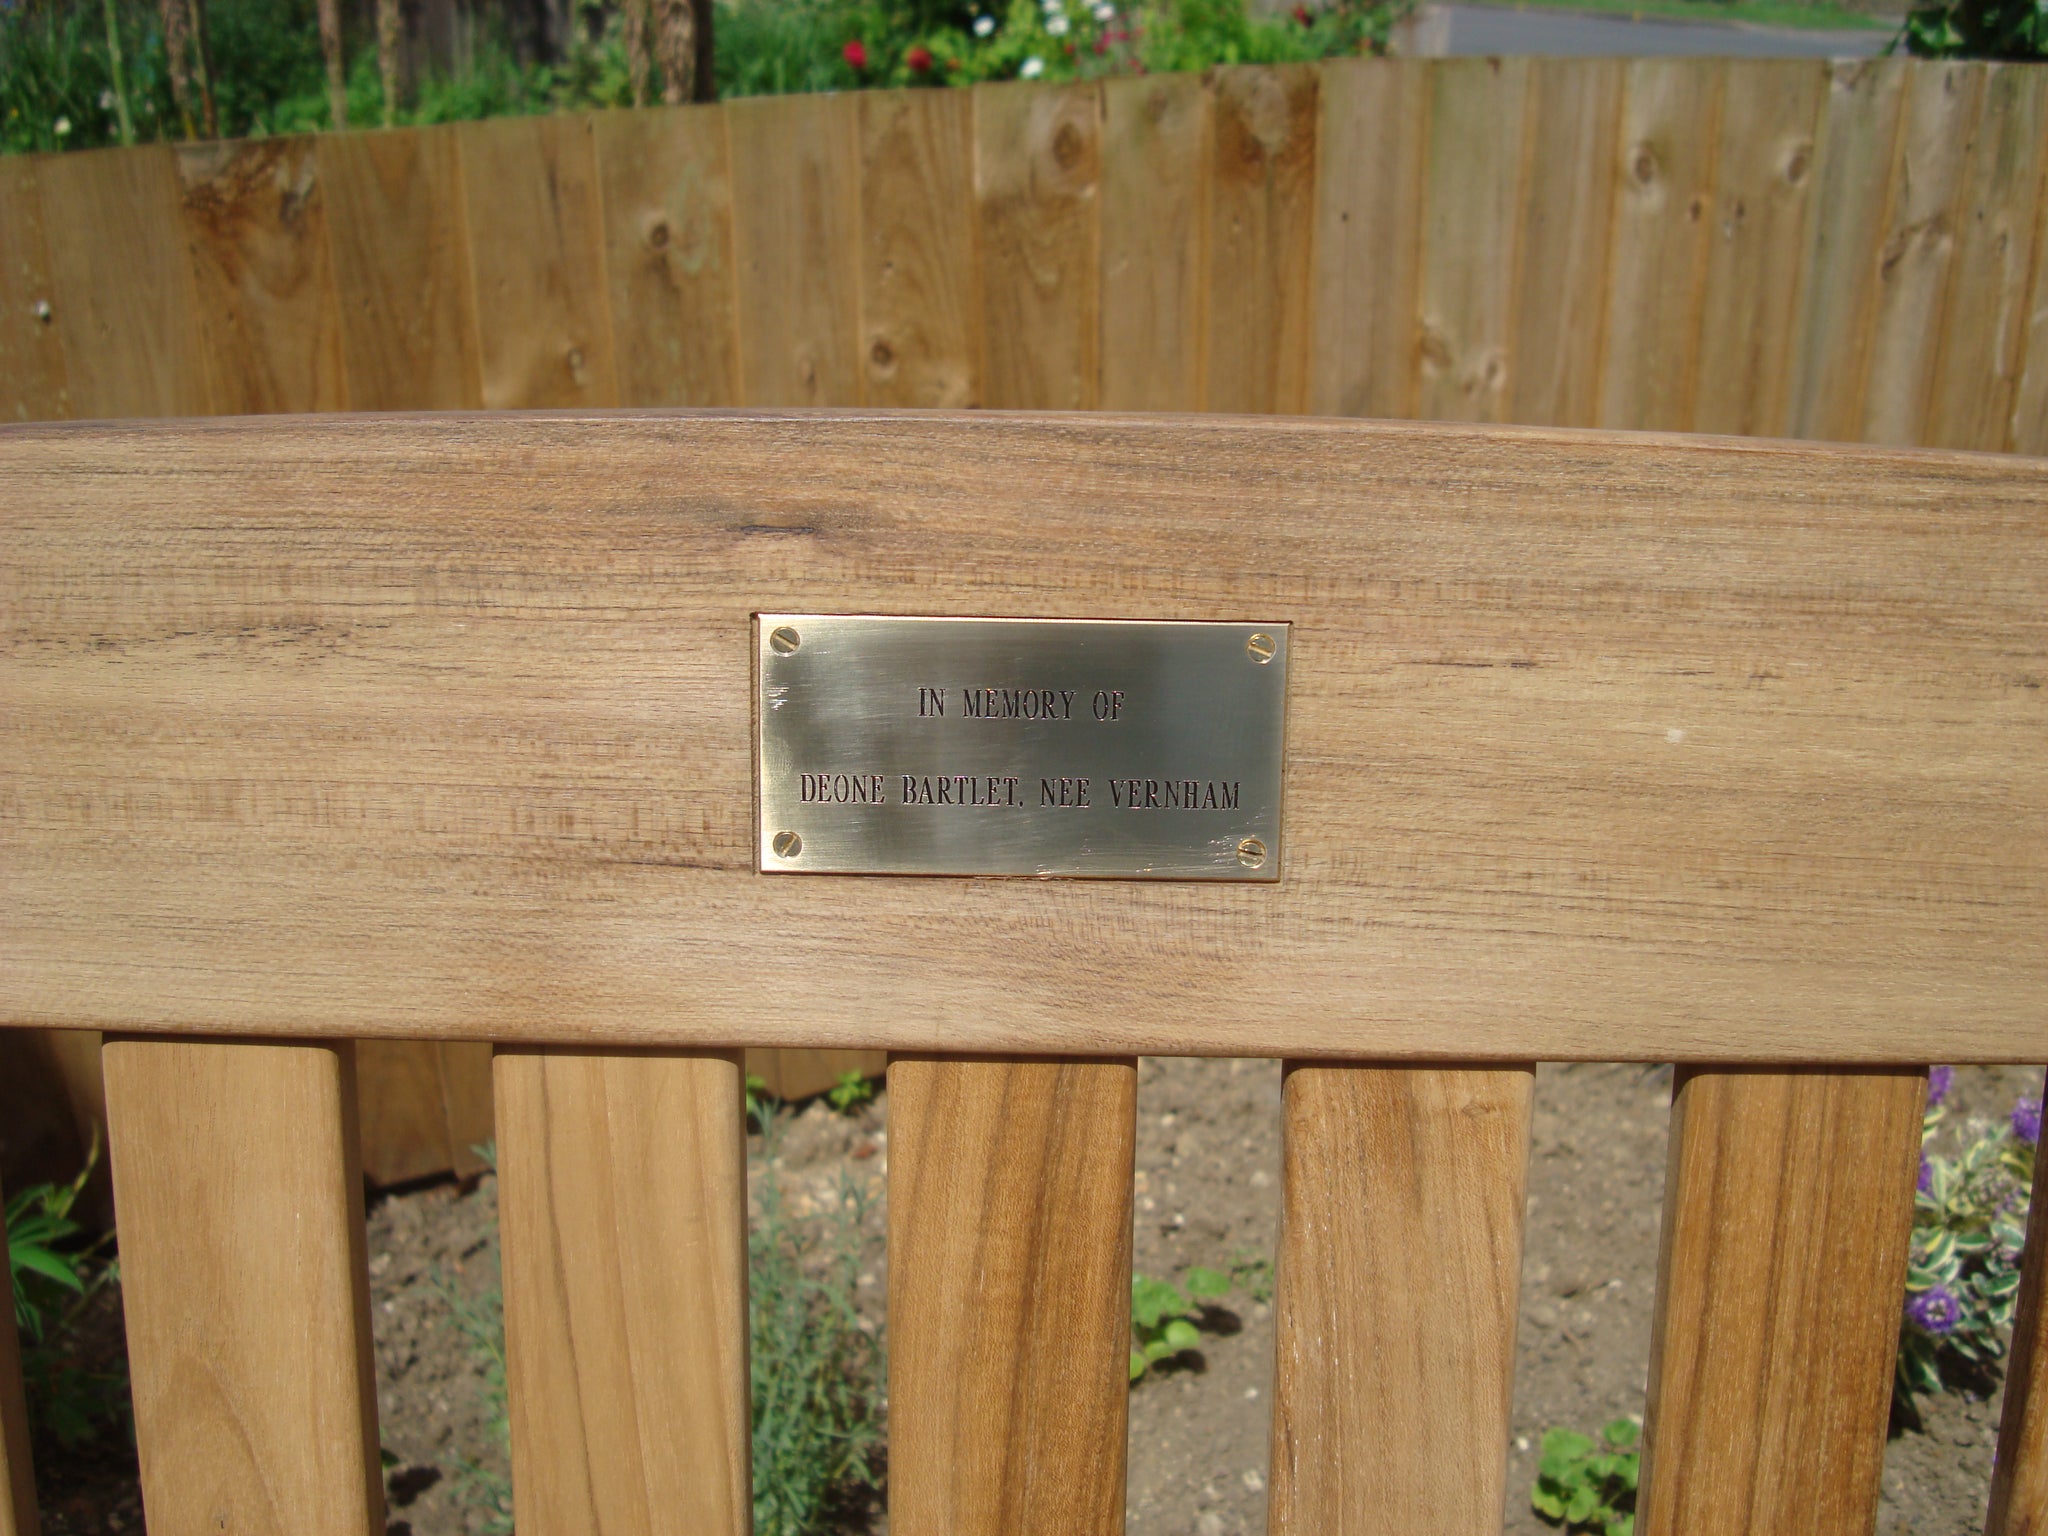 IN MEMORY OF
DEONE BARTLET. NEE VERNHAM